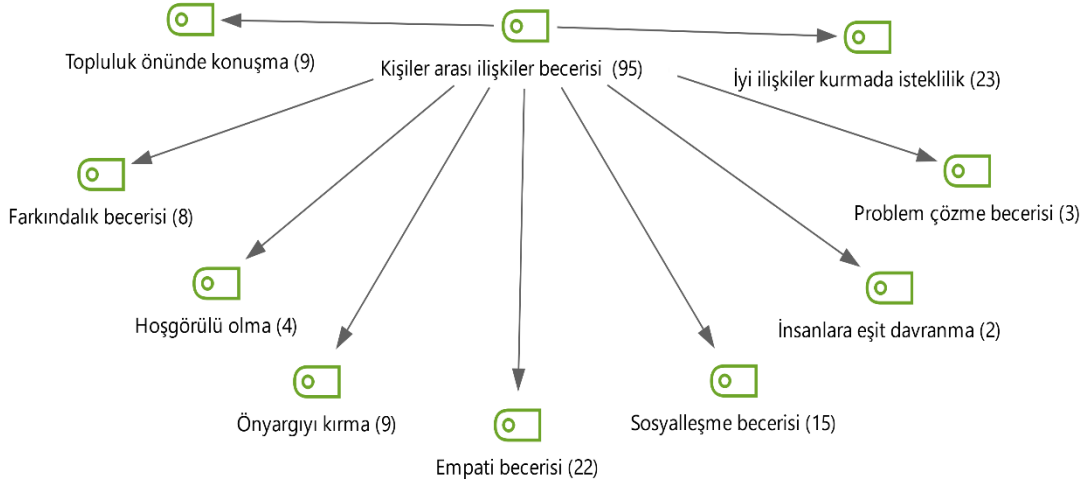 Topluluk önünde konuşma (9)
Kişiler arası ilişkiler becerisi  (95)
İyi ilişkiler kurmada isteklilik (23)
Farkındalık becerisi (8)
Problem çözme becerisi (3)
Hoşgörülü olma (4)
İnsanlara eşit davranma (2)
Önyargıyı kırma (9)
Sosyalleşme becerisi (15)
Empati becerisi (22)